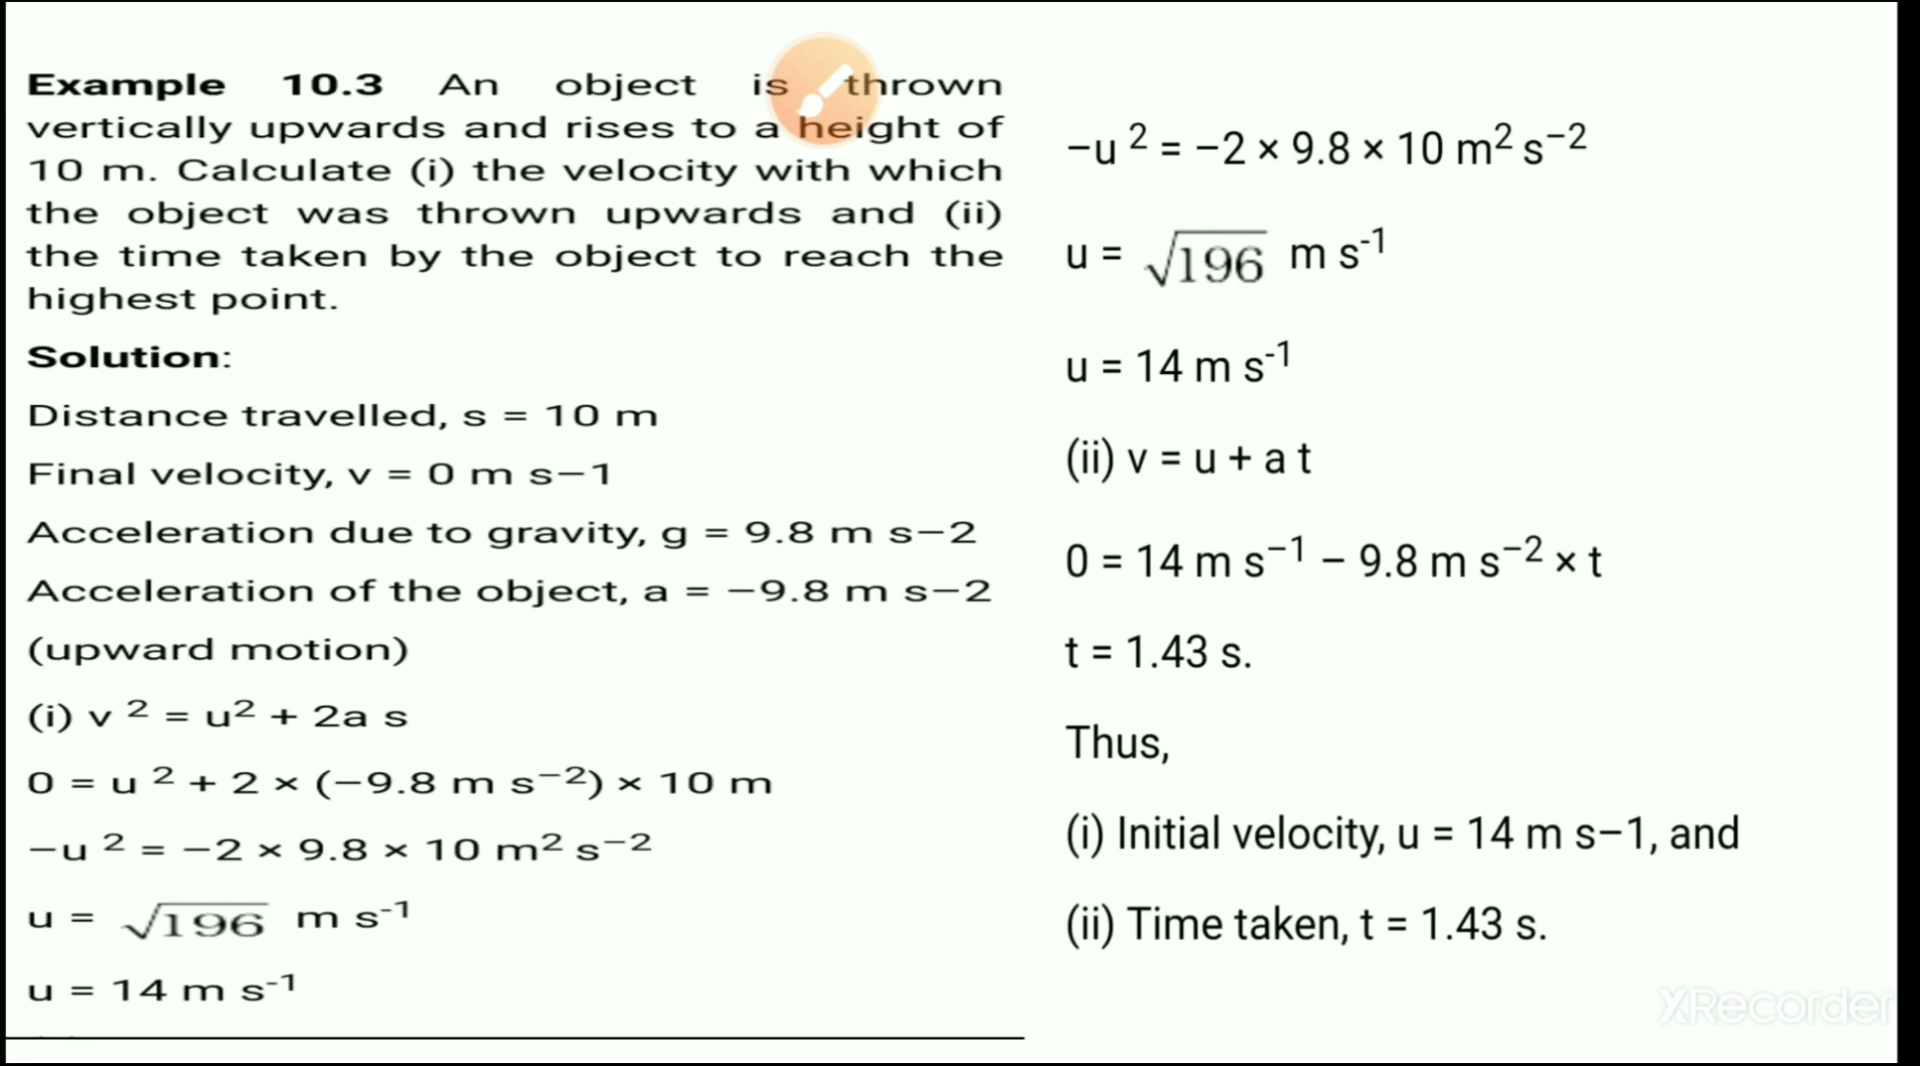 Example 10.3 An object is thrown
vertically upwards and rises to a height of
10 m. Calculate (i) the velocity with which
the object was thrown upwards and (ii)
the time taken by the object to reach the
highest point.
Solution:
Distance travelled, s = 10 m
Final velocity, v = 0 m s−1
Acceleration due to gravity, g = 9.8 m s−2
Acceleration of the object, a = −9.8 m s−2
(upward motion)
(i) v ² = u² + 2a s
0 = u ² + 2 × (−9.8 m s⁻²) × 10 m
−u ² = −2 × 9.8 × 10 m² s⁻²
u = √196 m s⁻¹
u = 14 m s⁻¹
−u ² = −2 × 9.8 × 10 m² s⁻²
u = √196 m s⁻¹
u = 14 m s⁻¹
(ii) v = u + a t
0 = 14 m s⁻¹ − 9.8 m s⁻² × t
t = 1.43 s.
Thus,
(i) Initial velocity, u = 14 m s−1, and
(ii) Time taken, t = 1.43 s.
XRecorder